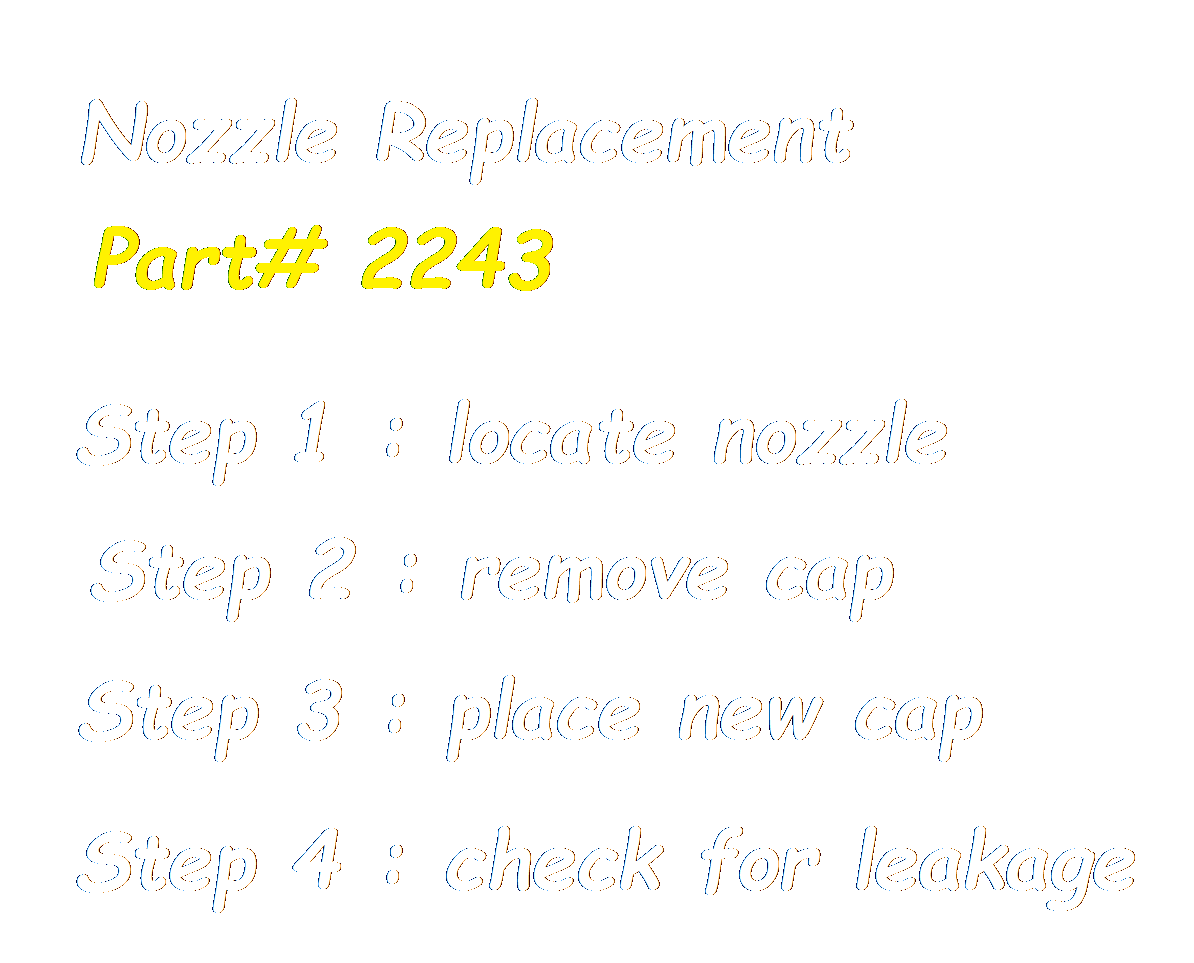 Nozzle Replacement
Part# 2243
Step 1 : locate nozzle
Step 2 : remove cap
Step 3 : place new cap
Step 4 : check for leakage